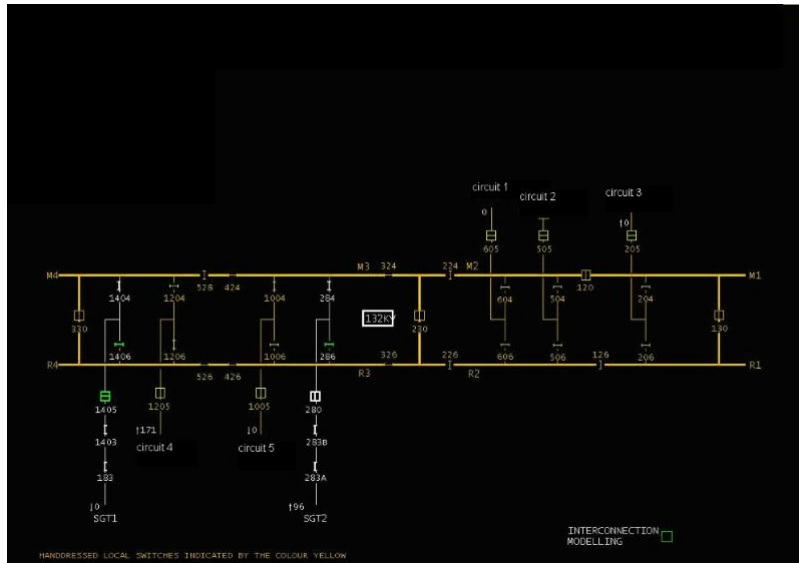 circuit 1
circuit 2
circuit 3
0
↿0
605
505
205
M4
M3
324
224
M2
M1
528
424
120
1404
1204
1004
284
604
504
204
132KV
330
230
130
1406
1206
1006
286
606
506
206
R4
326
226
126
R1
526
426
R3
R2
1405
1205
1005
280
↿171
⇃0
1403
circuit 4
circuit 5
283B
183
283A
⇃0
↿96
SGT1
SGT2
INTERCONNECTION
MODELLING
HANDDRESSED LOCAL SWITCHES INDICATED BY THE COLOUR YELLOW